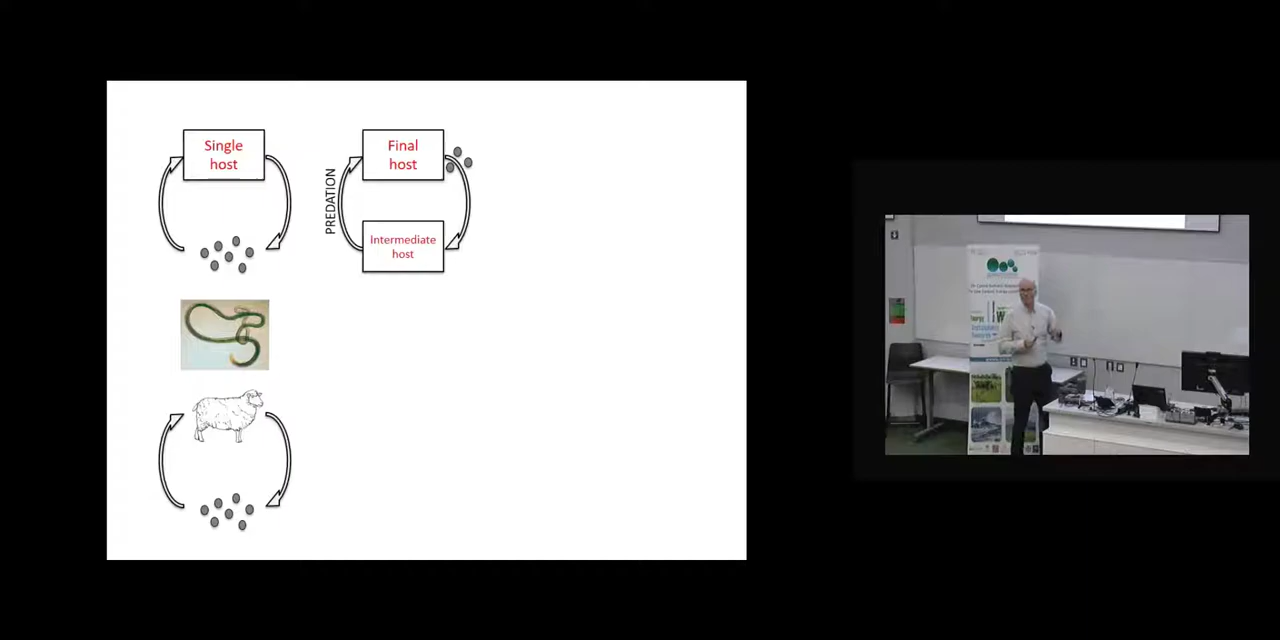 Single
host
Final
host
PREDATION
Intermediate
host